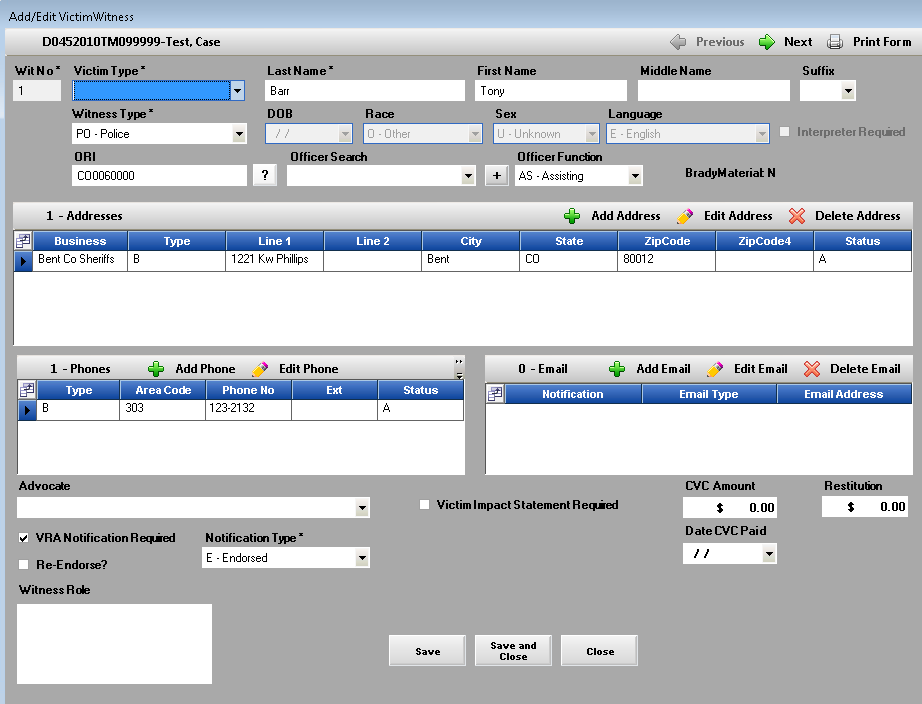 Add/Edit VictimWitness
D0452010TM099999-Test, Case Previous Next Print Form
Wit No * Victim Type * Last Name * First Name Middle Name Suffix
1 Barr Tony
Witness Type * DOB Race Sex Language
PO - Police / / O - Other U - Unknown E - English Interpreter Required
ORI Officer Search Officer Function
CO0060000 ? + AS - Assisting BradyMaterial: N
1 - Addresses Add Address Edit Address Delete Address
Business Type Line 1 Line 2 City State ZipCode ZipCode4 Status
Bent Co Sheriffs B 1221 Kw Phillips Bent CO 80012 A
1 - Phones Add Phone Edit Phone
Type Area Code Phone No Ext Status
B 303 123-2132 A
0 - Email Add Email Edit Email Delete Email
Notification Email Type Email Address
Advocate
Victim Impact Statement Required
CVC Amount Restitution
$ 0.00 $ 0.00
Date CVC Paid
/ /
VRA Notification Required Notification Type *
E - Endorsed
Re-Endorse?
Witness Role
Save Save and Close Close